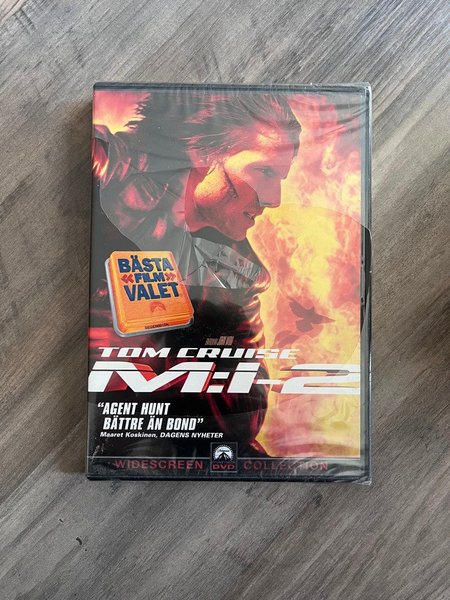 BÄSTA
«FILM»
VALET
TOM CRUISE
M:I-2
"AGENT HUNT
BÄTTRE ÄN BOND"
Maaret Koskinen, DAGENS NYHETER
WIDESCREEN DVD COLLECTION